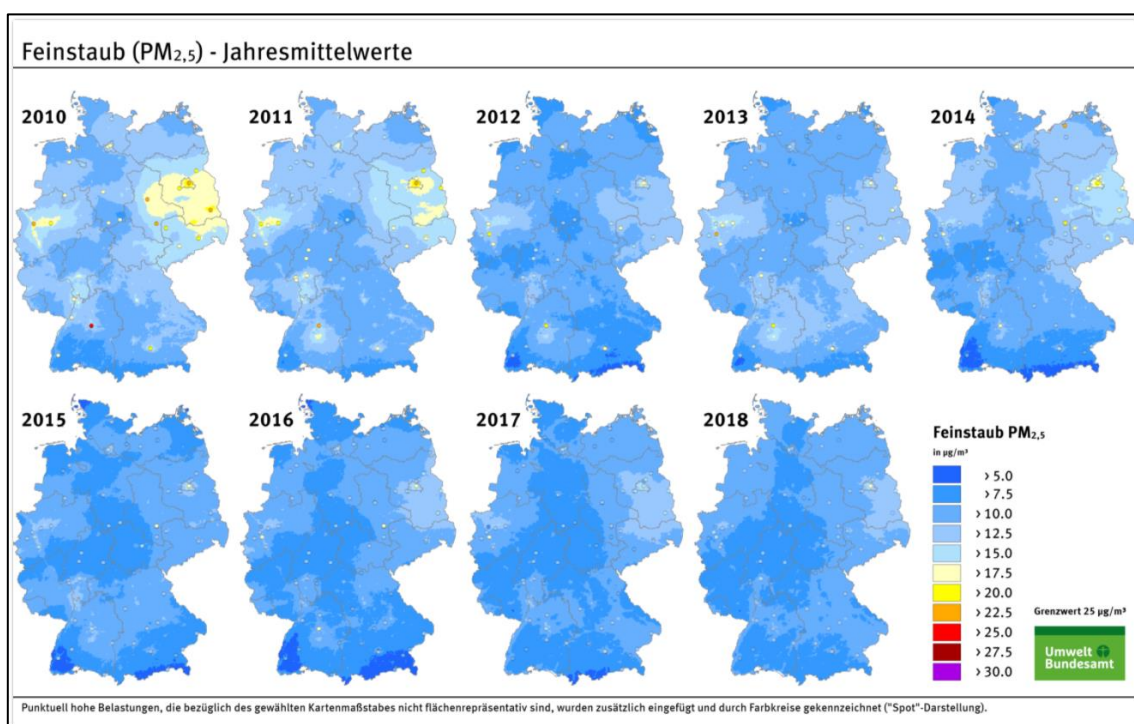 Feinstaub (PM2,5) - Jahresmittelwerte
2010
2011
2012
2013
2014
2015
2016
2017
2018
Feinstaub PM2,5
in µg/m³
> 5.0
> 7.5
> 10.0
> 12.5
> 15.0
> 17.5
> 20.0
> 22.5
> 25.0
> 27.5
> 30.0
Grenzwert 25 µg/m³
Umwelt
Bundesamt
Punktuell hohe Belastungen, die bezüglich des gewählten Kartenmaßstabes nicht flächenrepräsentativ sind, wurden zusätzlich eingefügt und durch Farbkreise gekennzeichnet ("Spot"-Darstellung).